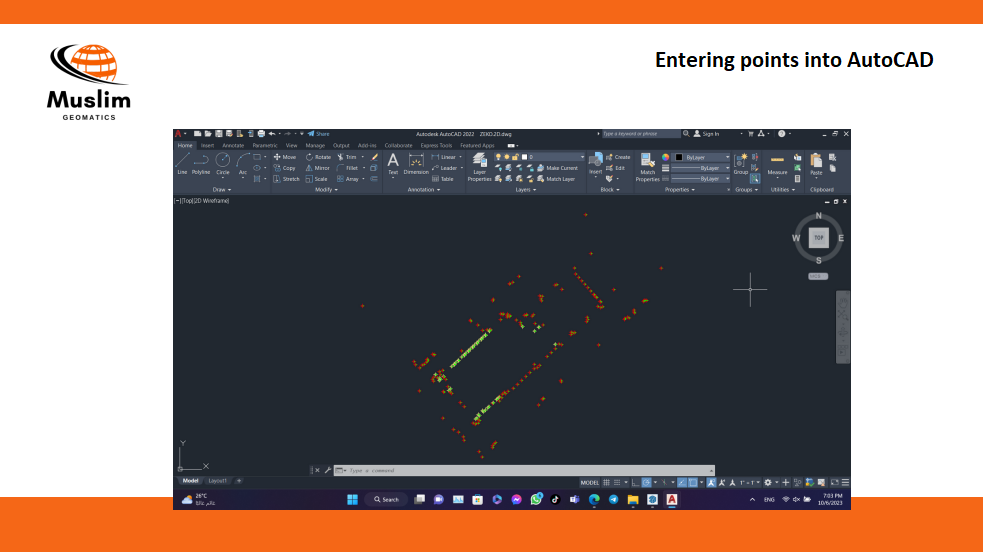 Entering points into AutoCAD
Muslim
GEOMATICS
Share
Autodesk AutoCAD 2022 ZEKO.2D.dwg
Type a keyword or phrase
Sign In
Home Insert Annotate Parametric View Manage Output Add-ins Collaborate Express Tools Featured Apps
Move Rotate Trim Linear 0 Create ByLayer
Line Polyline Circle Arc Copy Mirror Fillet Text Dimension Leader Layer Properties Make Current Insert Edit Match Properties ByLayer Group Measure Paste
Stretch Scale Array Table Match Layer ByLayer
Draw Modify Annotation Layers Block Properties Groups Utilities Clipboard
[−][Top][2D Wireframe]
N
W TOP E
S
Y
X
Type a command
Model Layout1 +
MODEL
26°C
Search
ENG
7:03 PM
10/6/2023